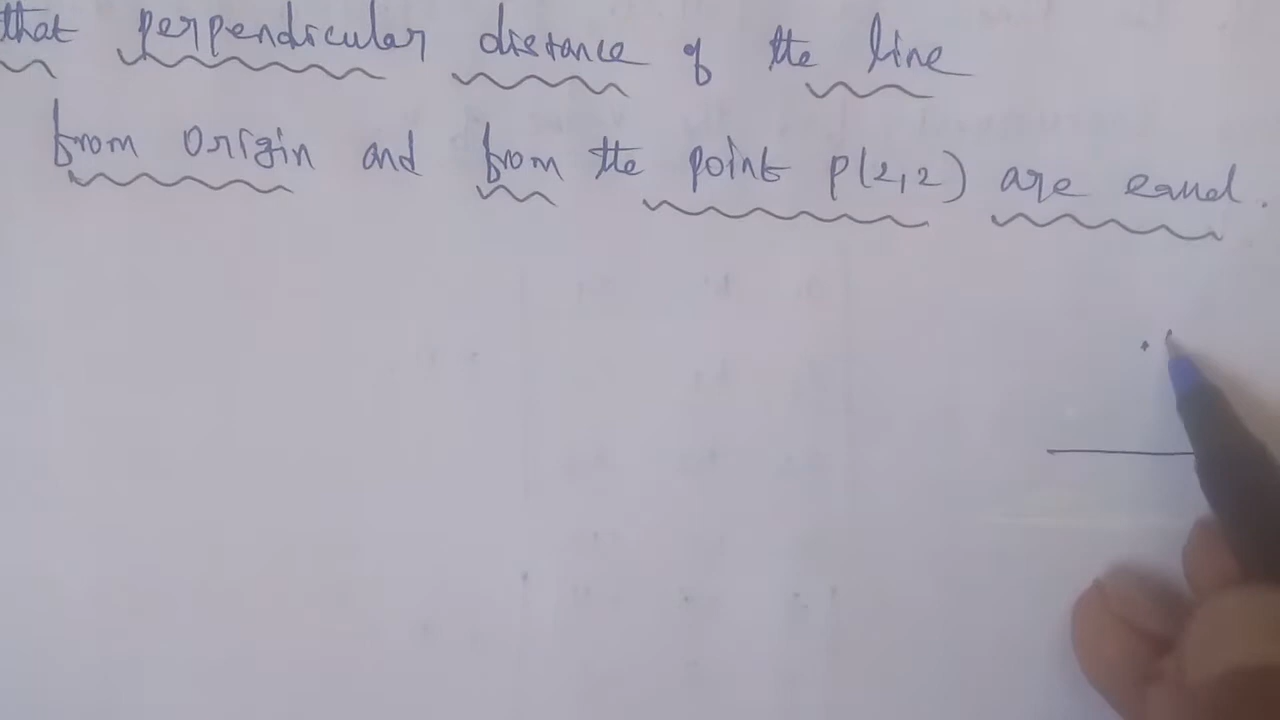 that perpendicular distance of the line
from origin and from the point P(2,2) are equal.